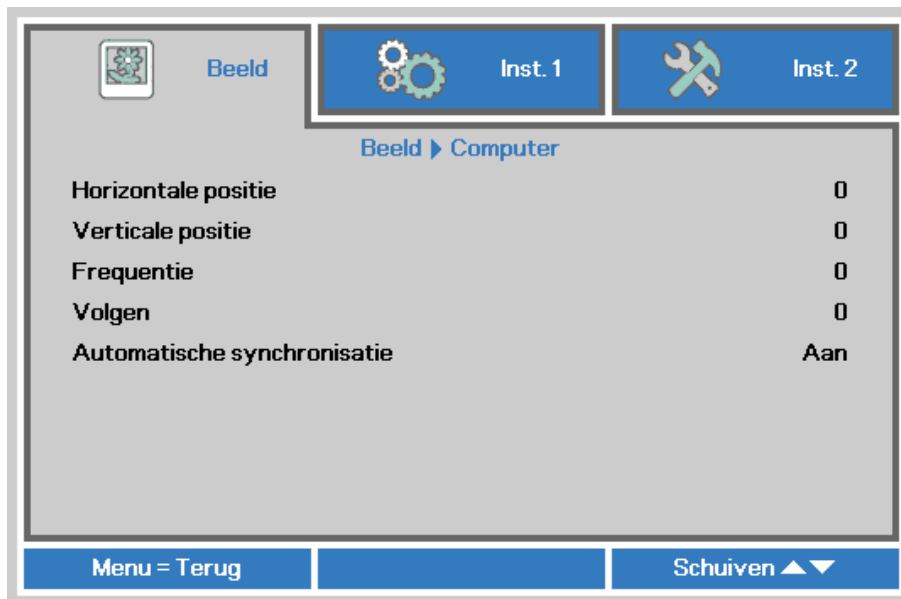 Beeld Inst. 1 Inst. 2
Beeld ▶ Computer
Horizontale positie 0
Verticale positie 0
Frequentie 0
Volgen 0
Automatische synchronisatie Aan
Menu = Terug Schuiven ▲▼